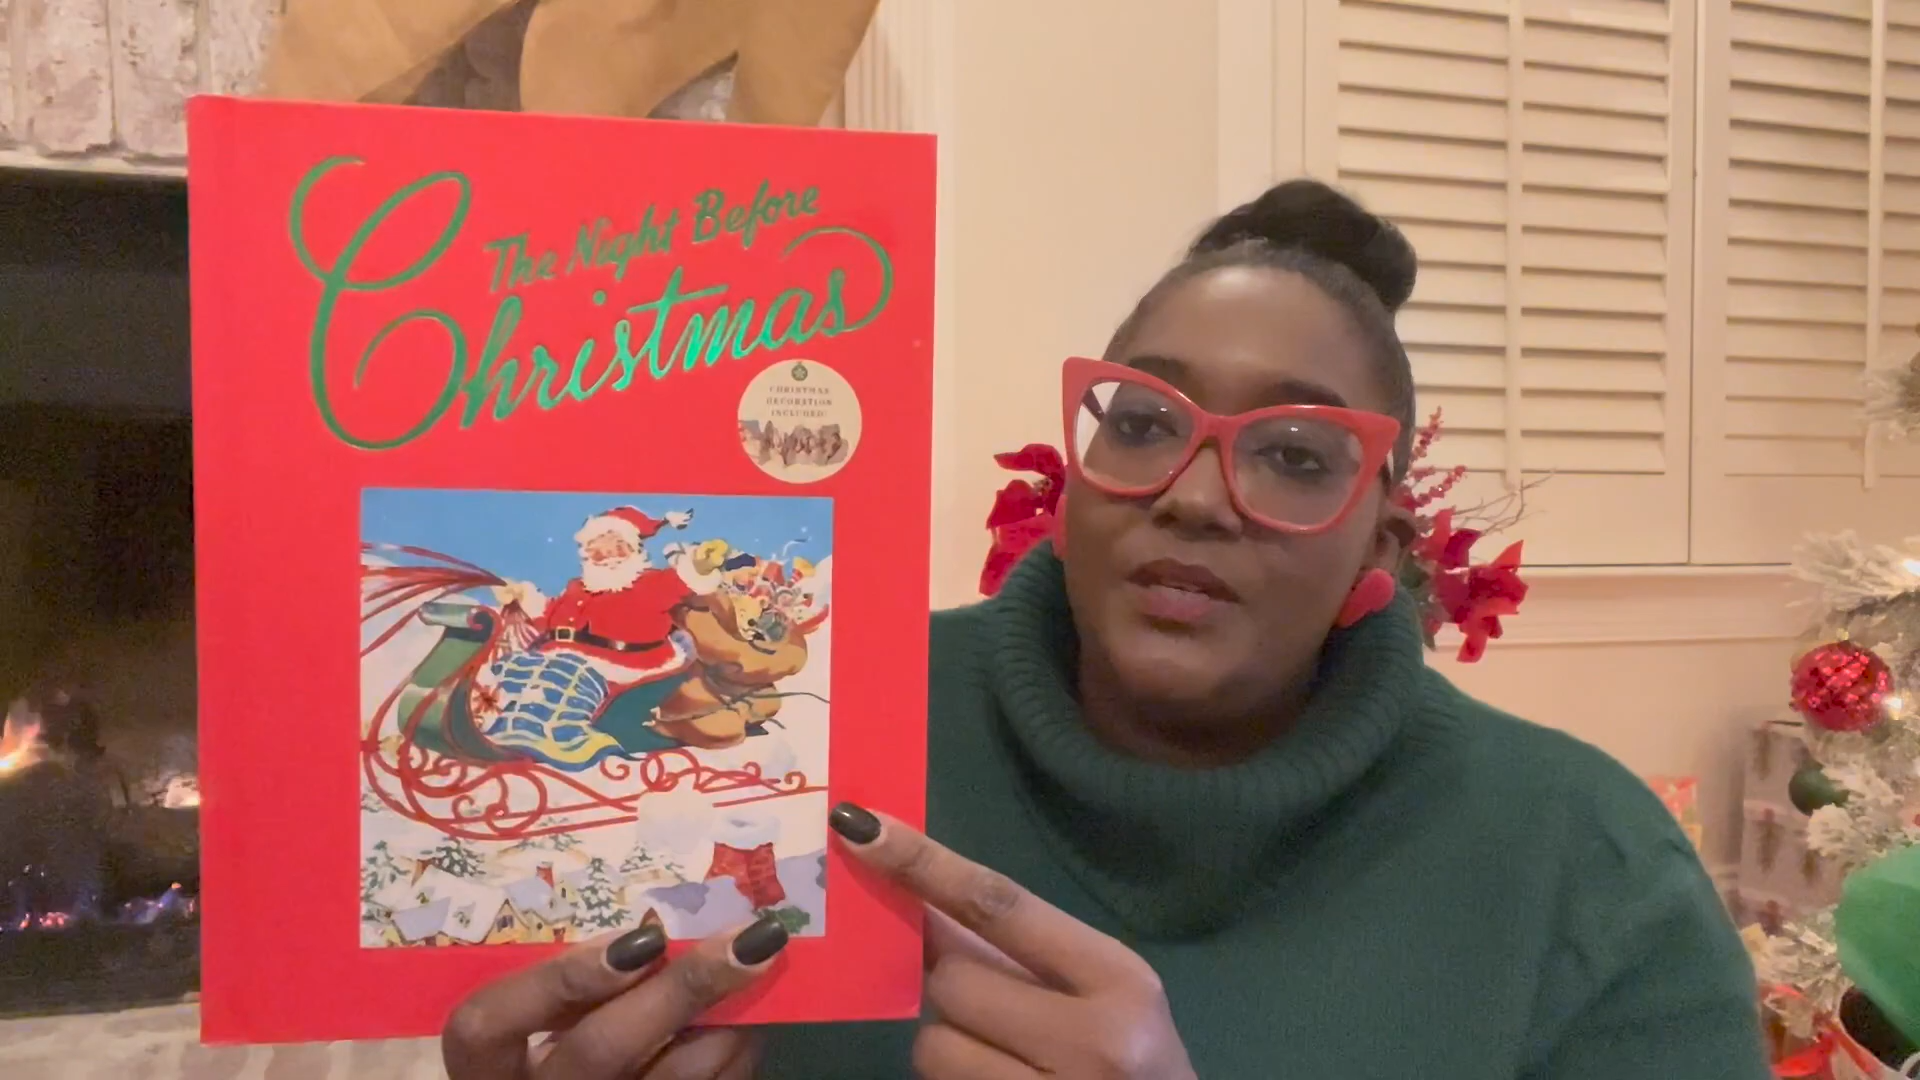 The Night Before
Christmas
CHRISTMAS
DECORATION
INCLUDED!